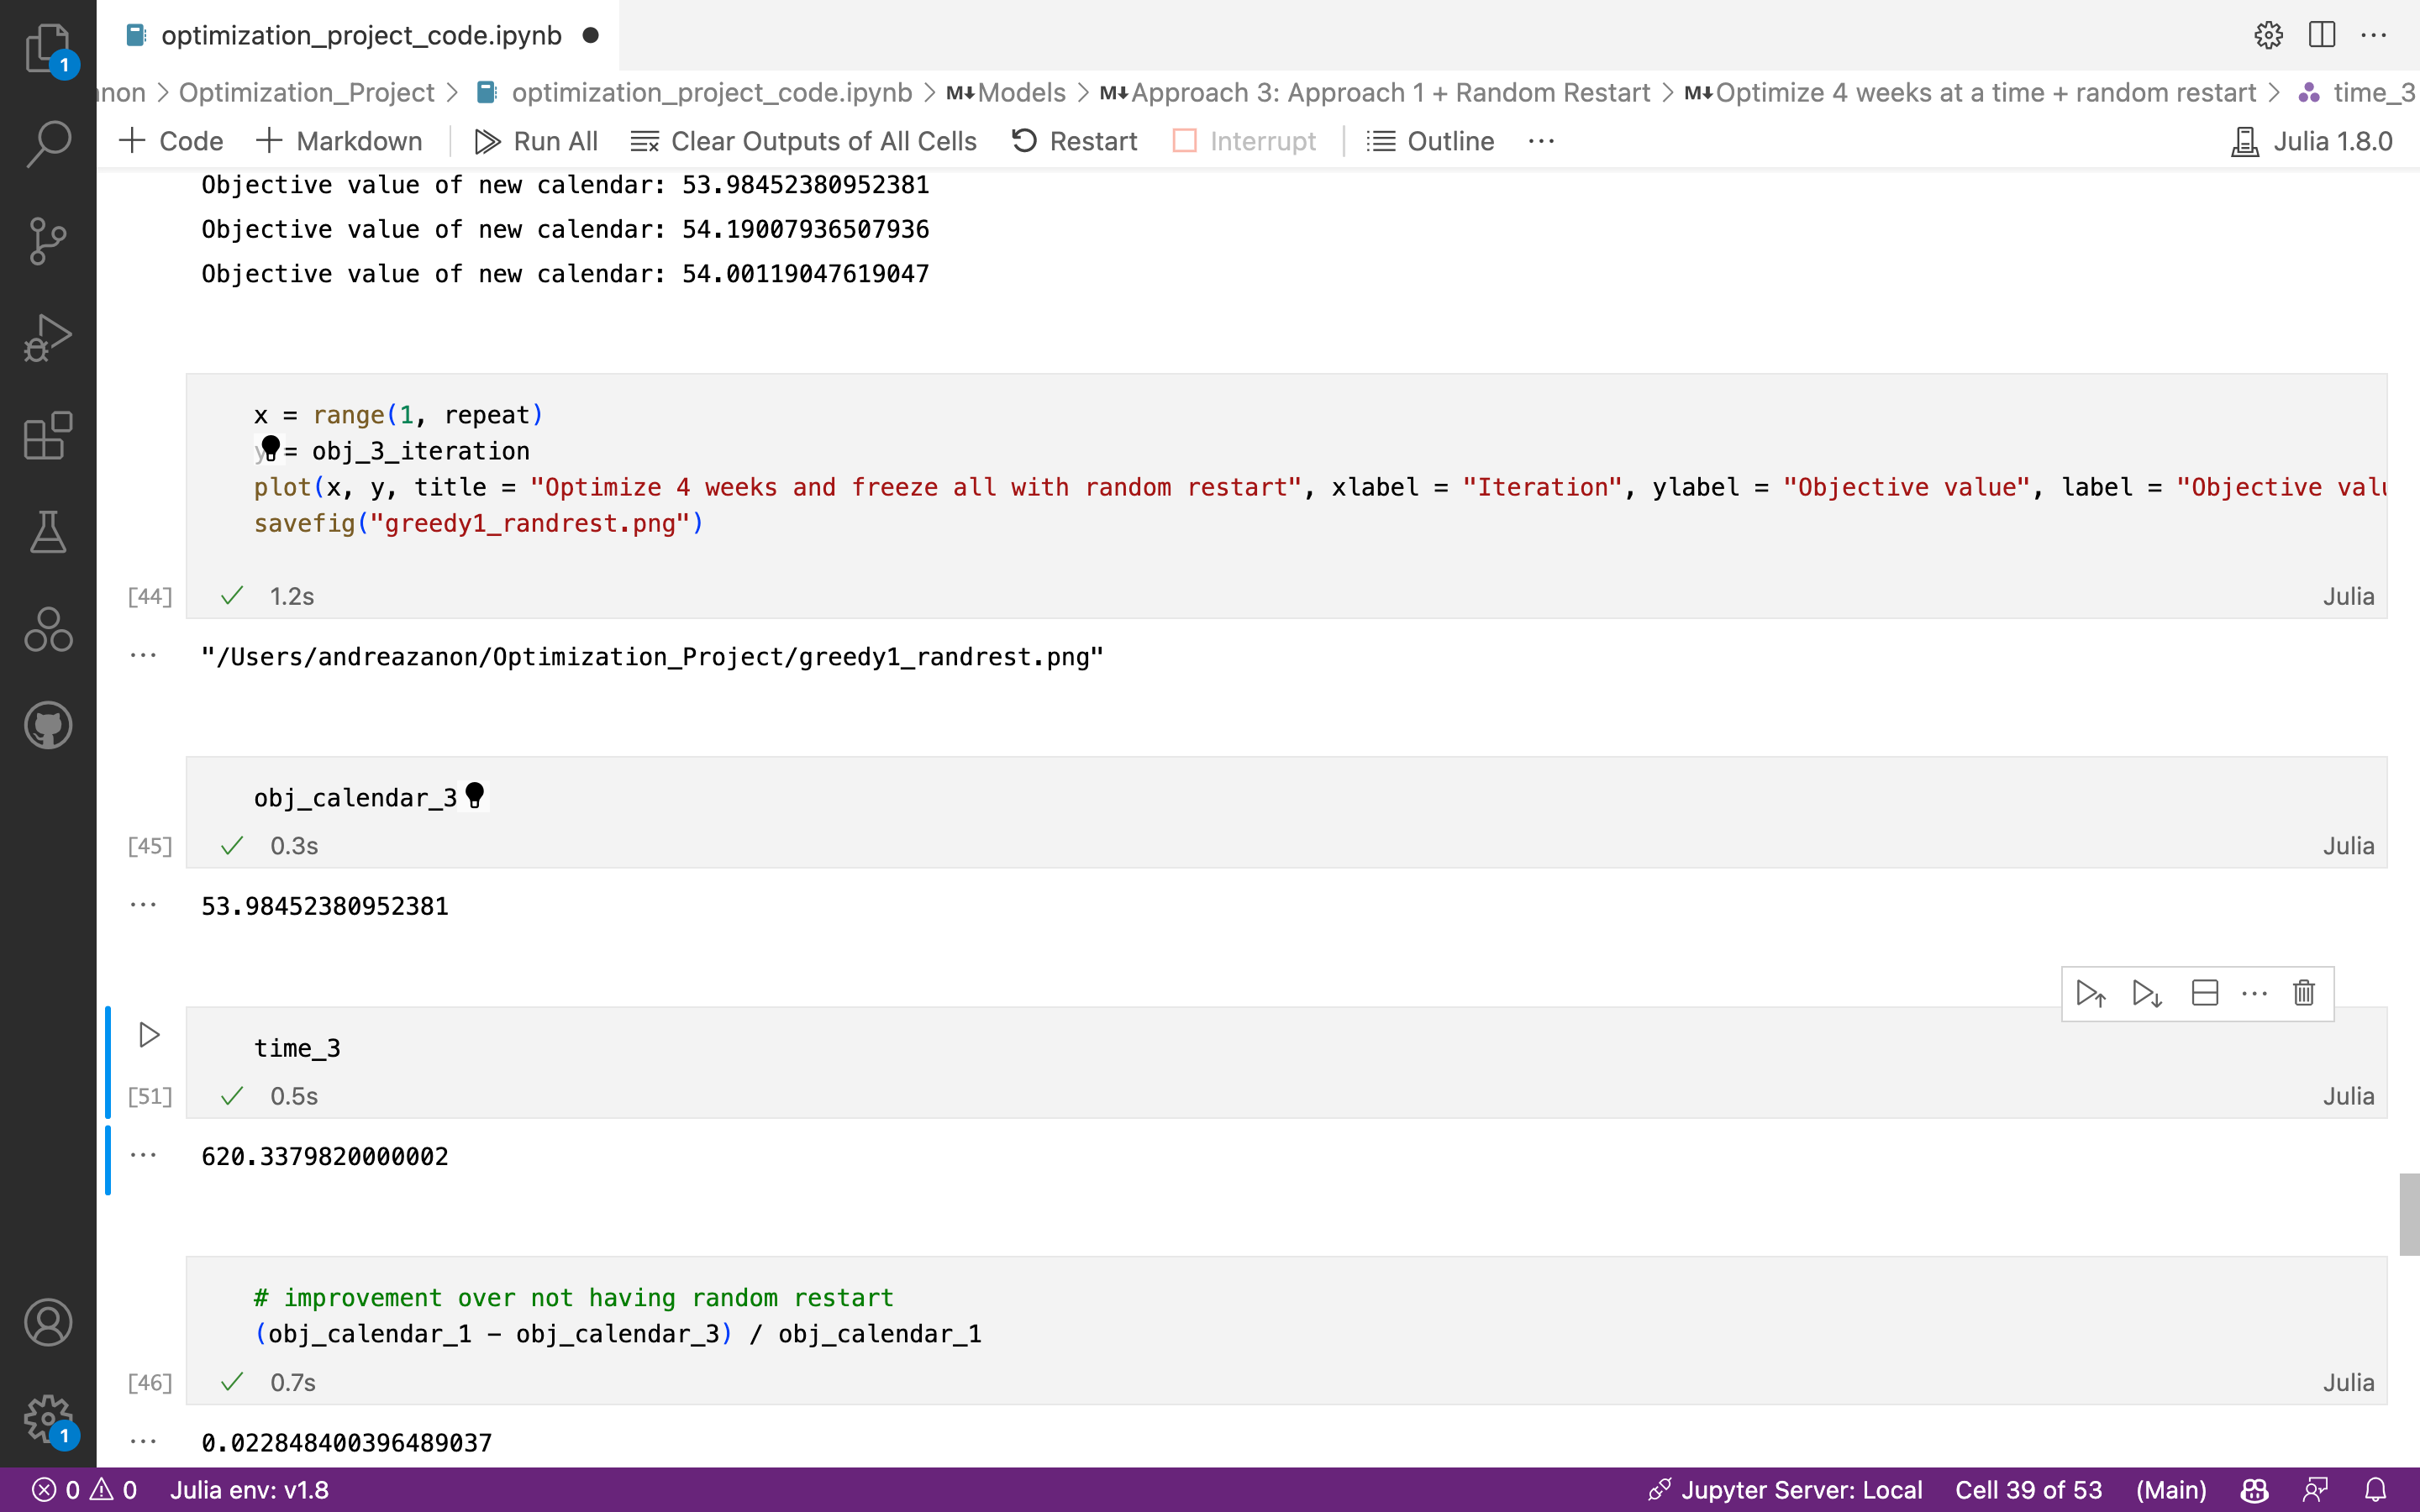 optimization_project_code.ipynb
non > Optimization_Project > optimization_project_code.ipynb > M↓Models > M↓Approach 3: Approach 1 + Random Restart > M↓Optimize 4 weeks at a time + random restart > time_3
+ Code + Markdown Run All Clear Outputs of All Cells Restart Interrupt Outline ··· Julia 1.8.0
Objective value of new calendar: 53.98452380952381
Objective value of new calendar: 54.19007936507936
Objective value of new calendar: 54.00119047619047
x = range(1, repeat)
y = obj_3_iteration
plot(x, y, title = "Optimize 4 weeks and freeze all with random restart", xlabel = "Iteration", ylabel = "Objective value", label = "Objective valu
savefig("greedy1_randrest.png")
[44] 1.2s Julia
"/Users/andreazanon/Optimization_Project/greedy1_randrest.png"
obj_calendar_3
[45] 0.3s Julia
53.98452380952381
time_3
[51] 0.5s Julia
620.3379820000002
# improvement over not having random restart
(obj_calendar_1 - obj_calendar_3) / obj_calendar_1
[46] 0.7s Julia
0.022848400396489037
1
1
0 0 Julia env: v1.8 Jupyter Server: Local Cell 39 of 53 (Main)